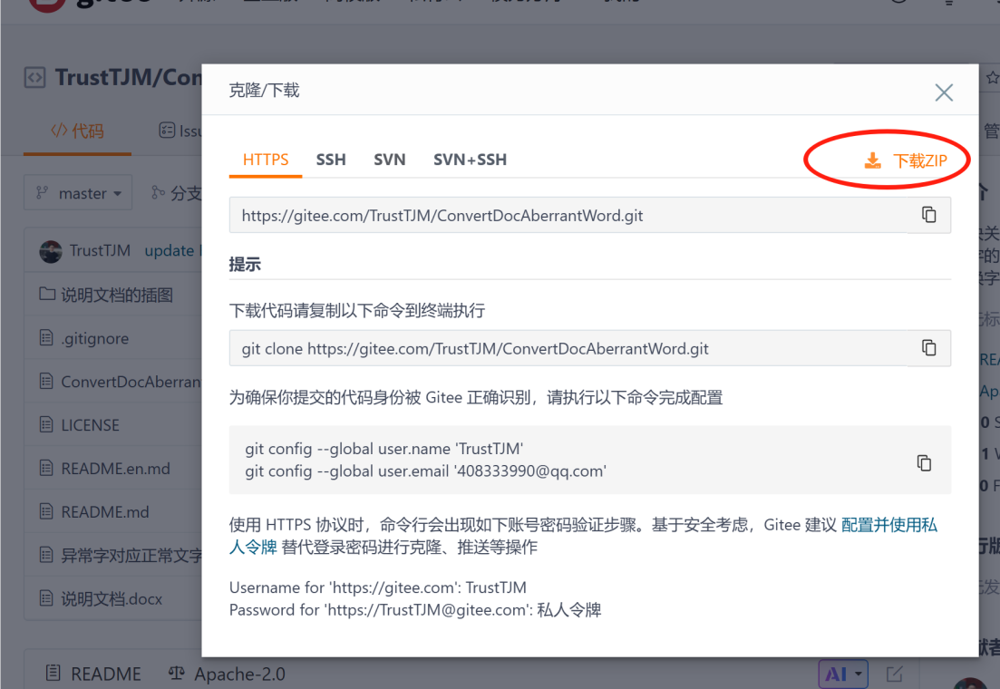 TrustTJM/Con
克隆/下载
代码
Issu
HTTPS
SSH
SVN
SVN+SSH
下载ZIP
master
分支
https://gitee.com/TrustTJM/ConvertDocAberrantWord.git
TrustTJM
update
提示
说明文档的插图
下载代码请复制以下命令到终端执行
.gitignore
git clone https://gitee.com/TrustTJM/ConvertDocAberrantWord.git
ConvertDocAberran
为确保你提交的代码身份被 Gitee 正确识别，请执行以下命令完成配置
LICENSE
git config --global user.name 'TrustTJM'
README.en.md
git config --global user.email '408333990@qq.com'
README.md
使用 HTTPS 协议时，命令行会出现如下账号密码验证步骤。基于安全考虑，Gitee 建议 配置并使用私
人令牌 替代登录密码进行克隆、推送等操作
异常字对应正常文字
Username for 'https://gitee.com': TrustTJM
说明文档.docx
Password for 'https://TrustTJM@gitee.com': 私人令牌
README
Apache-2.0
AI